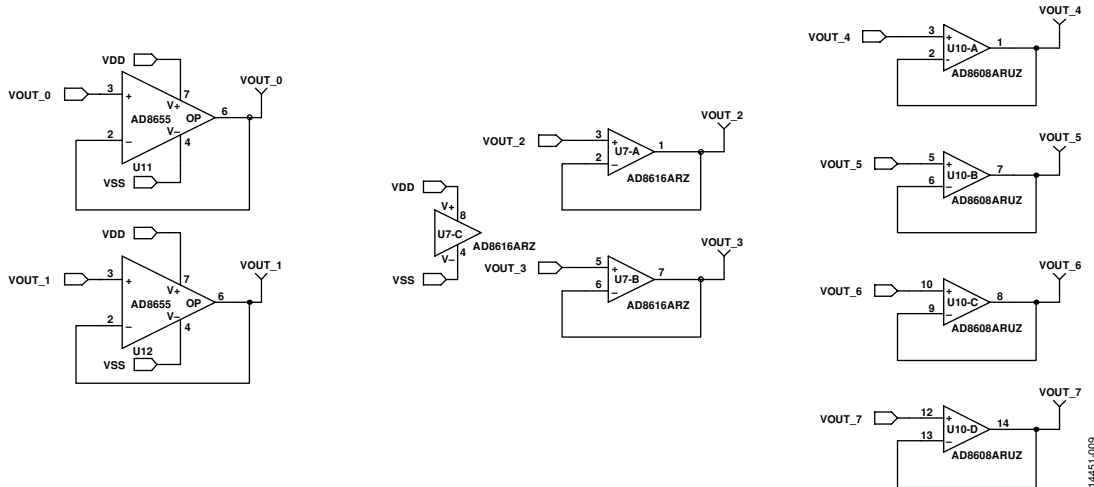 VDD
VOUT_0
3
+
7
V+
AD8655
OP
6
VOUT_0
2
–
V–
4
U11
VSS
VDD
VOUT_1
3
+
7
V+
AD8655
OP
6
VOUT_1
2
–
V–
4
U12
VSS
VDD
V+
8
U7-C
AD8616ARZ
V–
4
VSS
VOUT_2
3
+
U7-A
1
VOUT_2
2
–
AD8616ARZ
VOUT_3
5
+
U7-B
7
VOUT_3
6
–
AD8616ARZ
VOUT_4
3
+
U10-A
1
VOUT_4
2
-
AD8608ARUZ
VOUT_5
5
+
U10-B
7
VOUT_5
6
–
AD8608ARUZ
VOUT_6
10
+
U10-C
8
VOUT_6
9
–
AD8608ARUZ
VOUT_7
12
+
U10-D
14
VOUT_7
13
–
AD8608ARUZ
14451-009